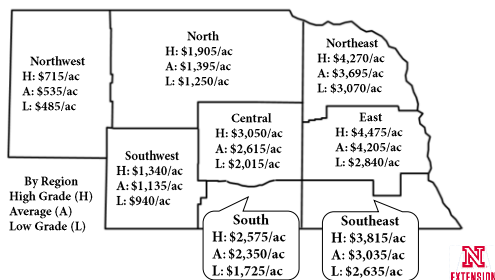 North
H: $1,905/ac
A: $1,395/ac
L: $1,250/ac
Northwest
H: $715/ac
A: $535/ac
L: $485/ac
Northeast
H: $4,270/ac
A: $3,695/ac
L: $3,070/ac
Central
H: $3,050/ac
A: $2,615/ac
L: $2,015/ac
East
H: $4,475/ac
A: $4,205/ac
L: $2,840/ac
Southwest
H: $1,340/ac
A: $1,135/ac
L: $940/ac
By Region
High Grade (H)
Average (A)
Low Grade (L)
South
H: $2,575/ac
A: $2,350/ac
L: $1,725/ac
Southeast
H: $3,815/ac
A: $3,035/ac
L: $2,635/ac
N
EXTENSION